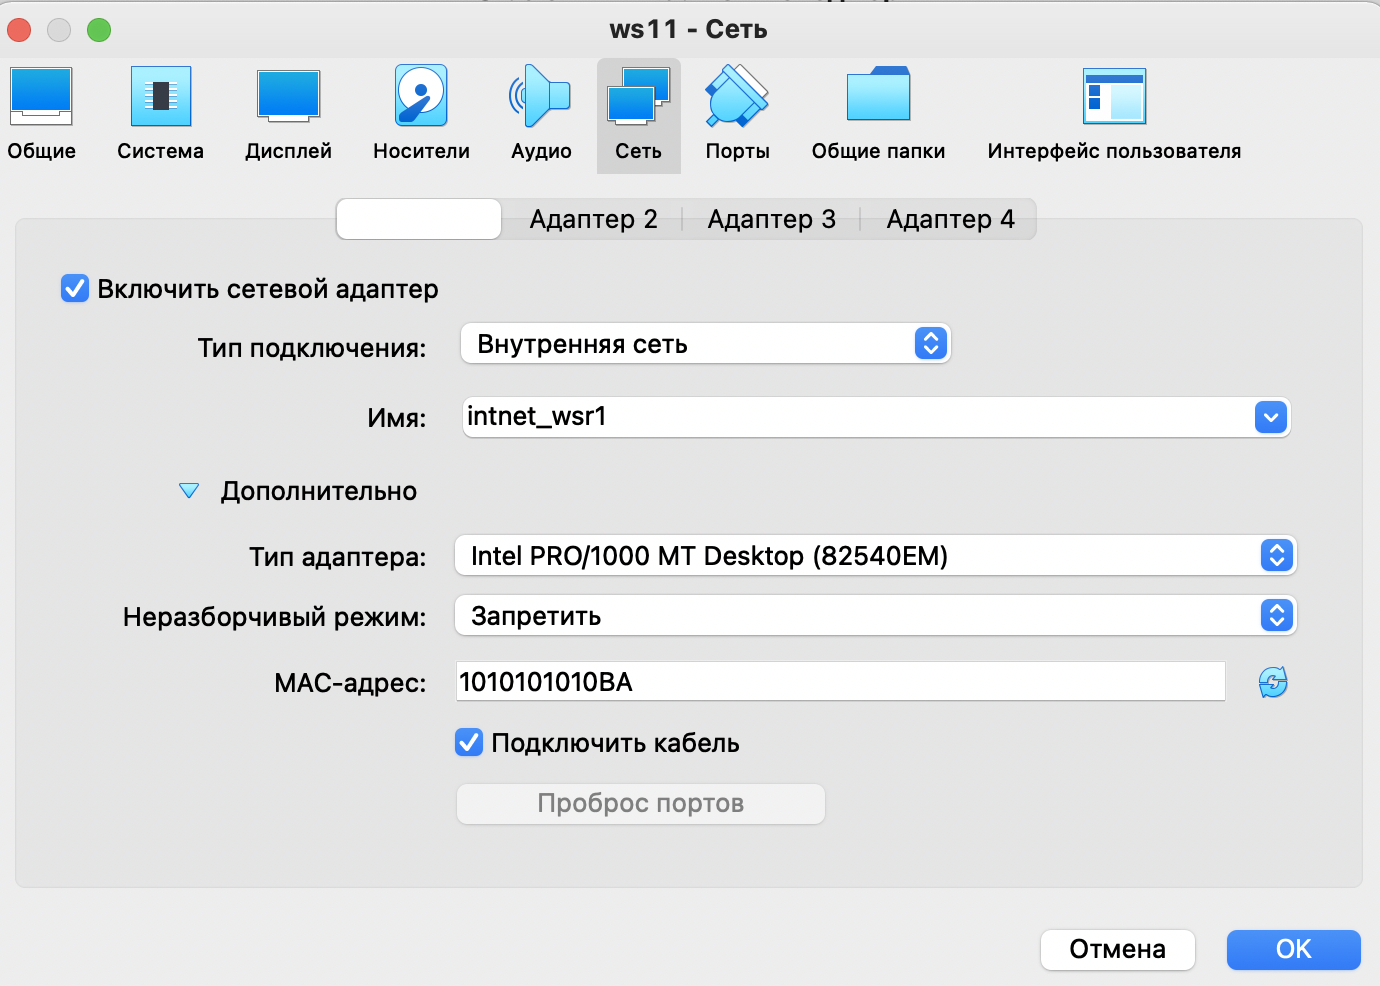 ws11 - Сеть
Общие Система Дисплей Носители Аудио Сеть Порты Общие папки Интерфейс пользователя
Адаптер 2 Адаптер 3 Адаптер 4
Включить сетевой адаптер
Тип подключения: Внутренняя сеть
Имя: intnet_wsr1
Дополнительно
Тип адаптера: Intel PRO/1000 MT Desktop (82540EM)
Неразборчивый режим: Запретить
MAC-адрес: 1010101010BA
Подключить кабель
Проброс портов
Отмена OK